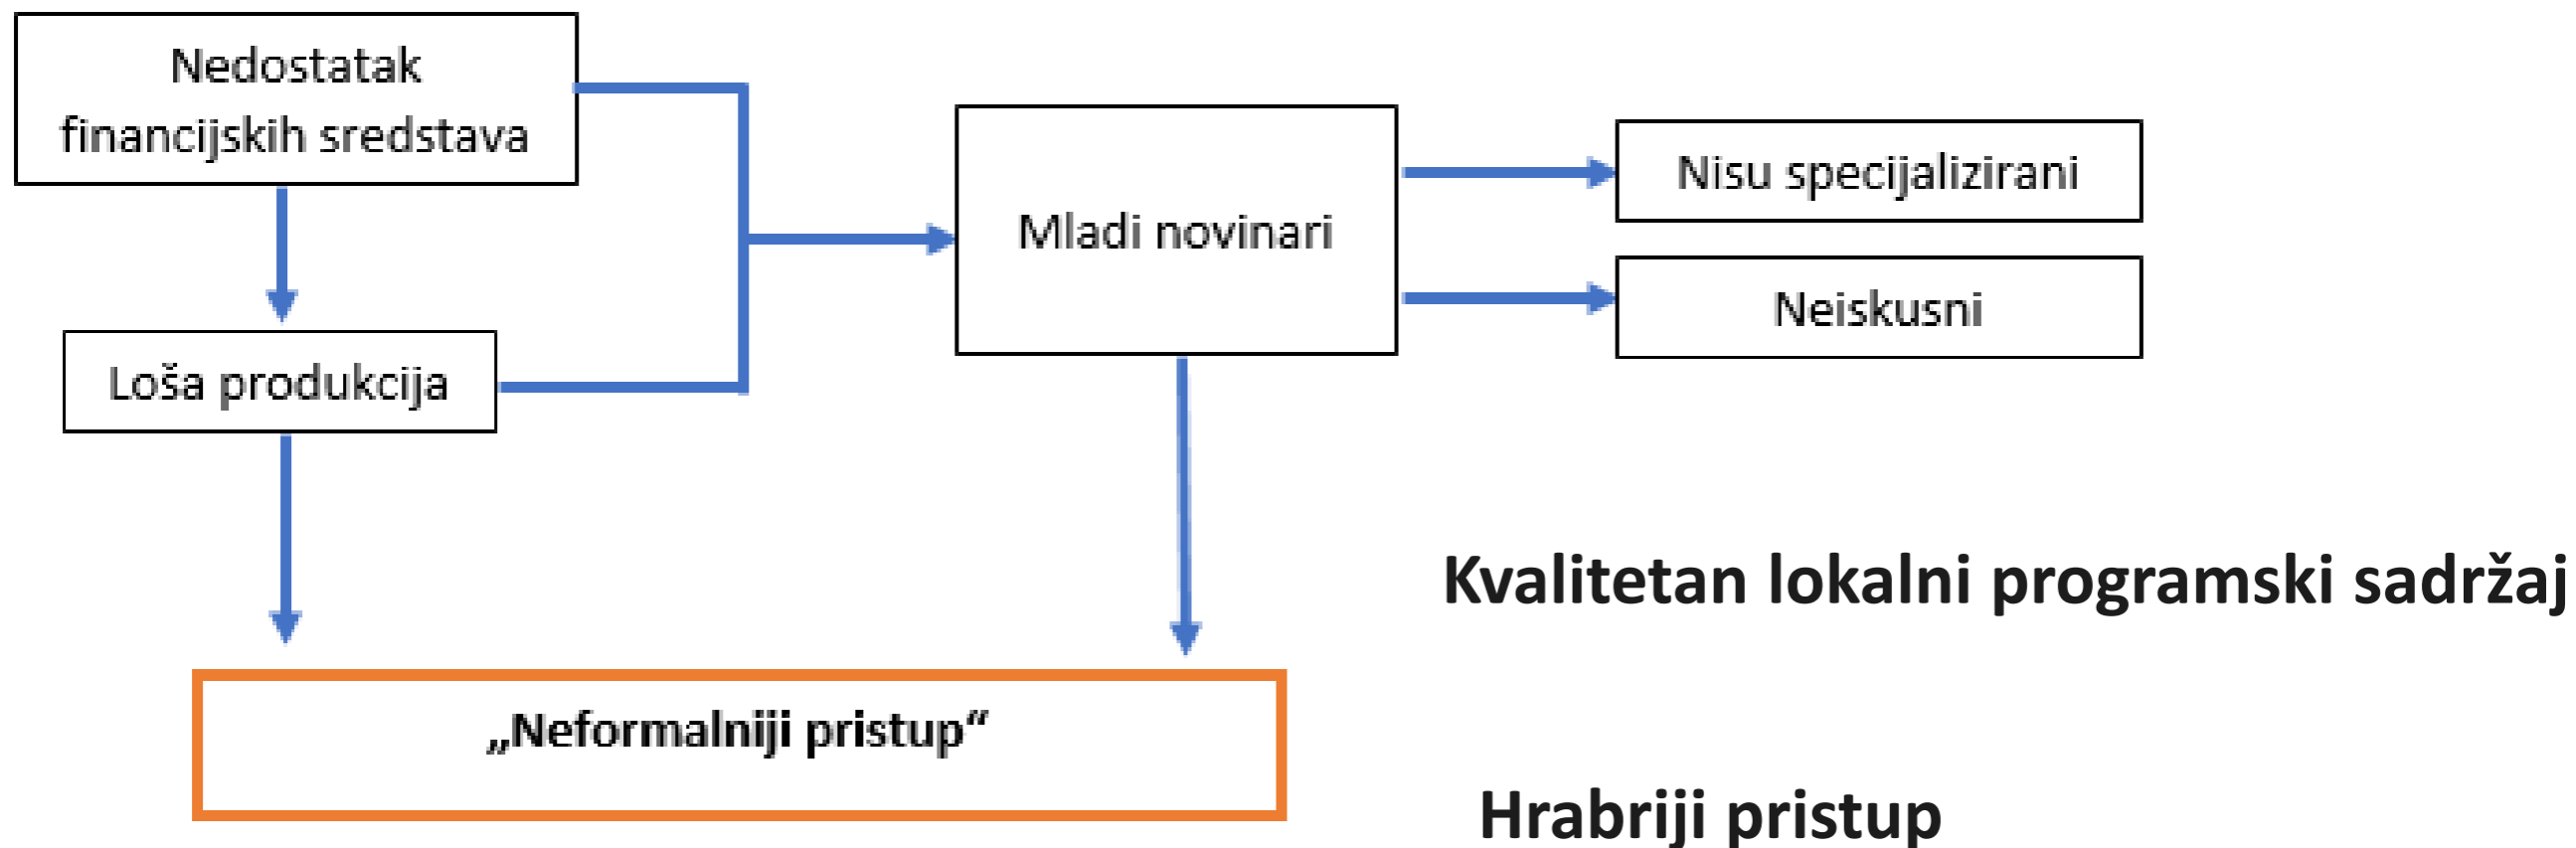 Nedostatak
financijskih sredstava
Loša produkcija
Mladi novinari
Nisu specijalizirani
Neiskusni
Kvalitetan lokalni programski sadržaj
„Neformalniji pristup“
Hrabriji pristup